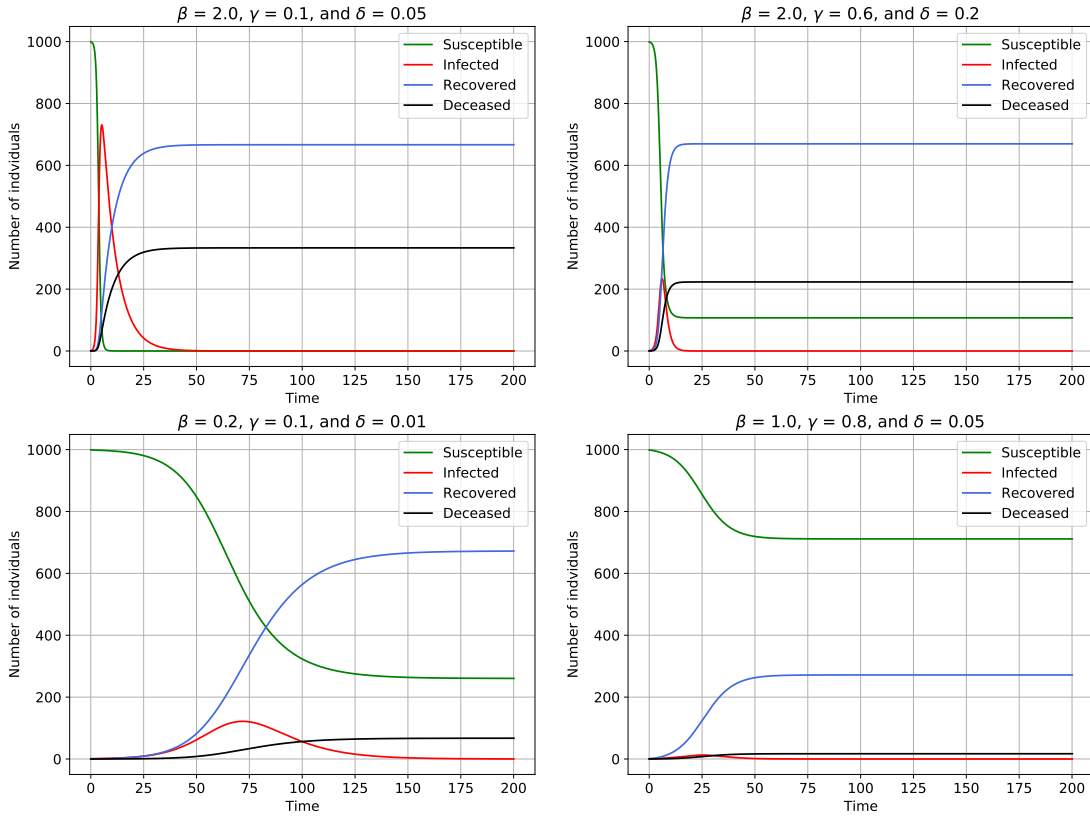 β = 2.0, γ = 0.1, and δ = 0.05
Number of indviduals
1000
800
600
400
200
0
Susceptible
Infected
Recovered
Deceased
0 25 50 75 100 125 150 175 200
Time
β = 2.0, γ = 0.6, and δ = 0.2
Number of indviduals
1000
800
600
400
200
0
Susceptible
Infected
Recovered
Deceased
0 25 50 75 100 125 150 175 200
Time
β = 0.2, γ = 0.1, and δ = 0.01
Number of indviduals
1000
800
600
400
200
0
Susceptible
Infected
Recovered
Deceased
0 25 50 75 100 125 150 175 200
Time
β = 1.0, γ = 0.8, and δ = 0.05
Number of indviduals
1000
800
600
400
200
0
Susceptible
Infected
Recovered
Deceased
0 25 50 75 100 125 150 175 200
Time